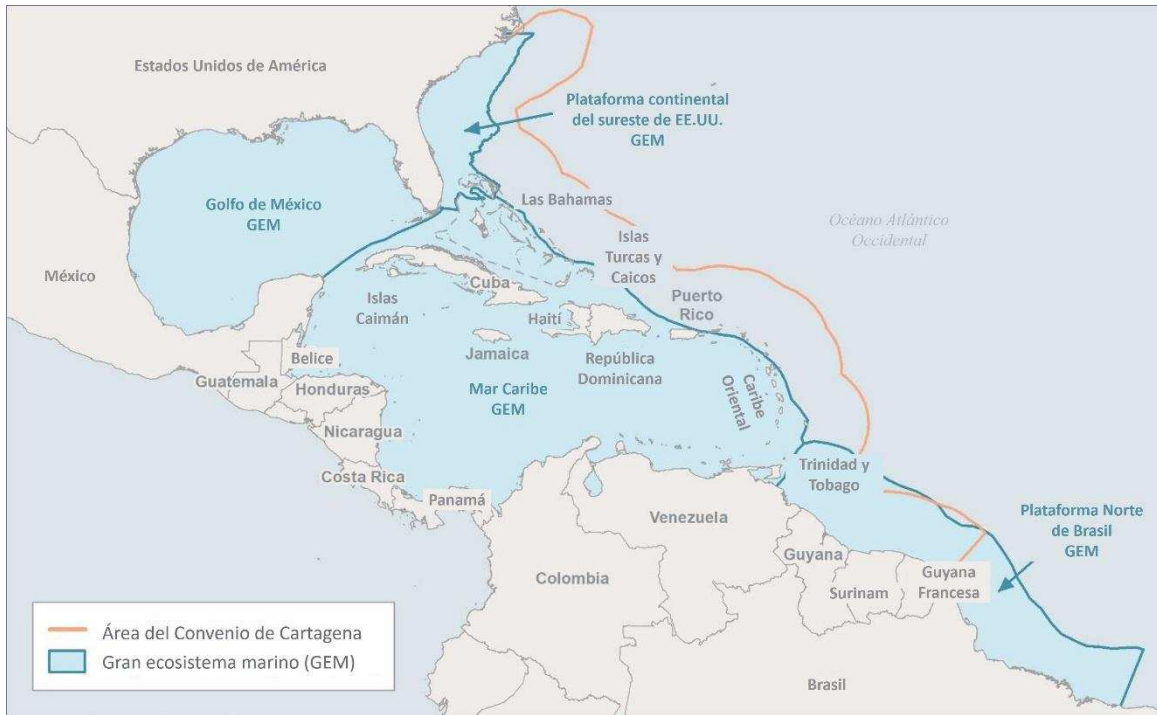 Estados Unidos de América
Plataforma continental
del sureste de EE.UU.
GEM
Golfo de México
GEM
Las Bahamas
Océano Atlántico
Occidental
Islas
Turcas y
Caicos
México
Cuba
Puerto
Rico
Islas
Caimán
Haití
Jamaica
República
Dominicana
Belice
Guatemala
Honduras
Mar Caribe
GEM
Caribe
Oriental
Nicaragua
Costa Rica
Panamá
Trinidad y
Tobago
Venezuela
Plataforma Norte
de Brasil
GEM
Guyana
Colombia
Surinam
Guyana
Francesa
Brasil
Área del Convenio de Cartagena
Gran ecosistema marino (GEM)